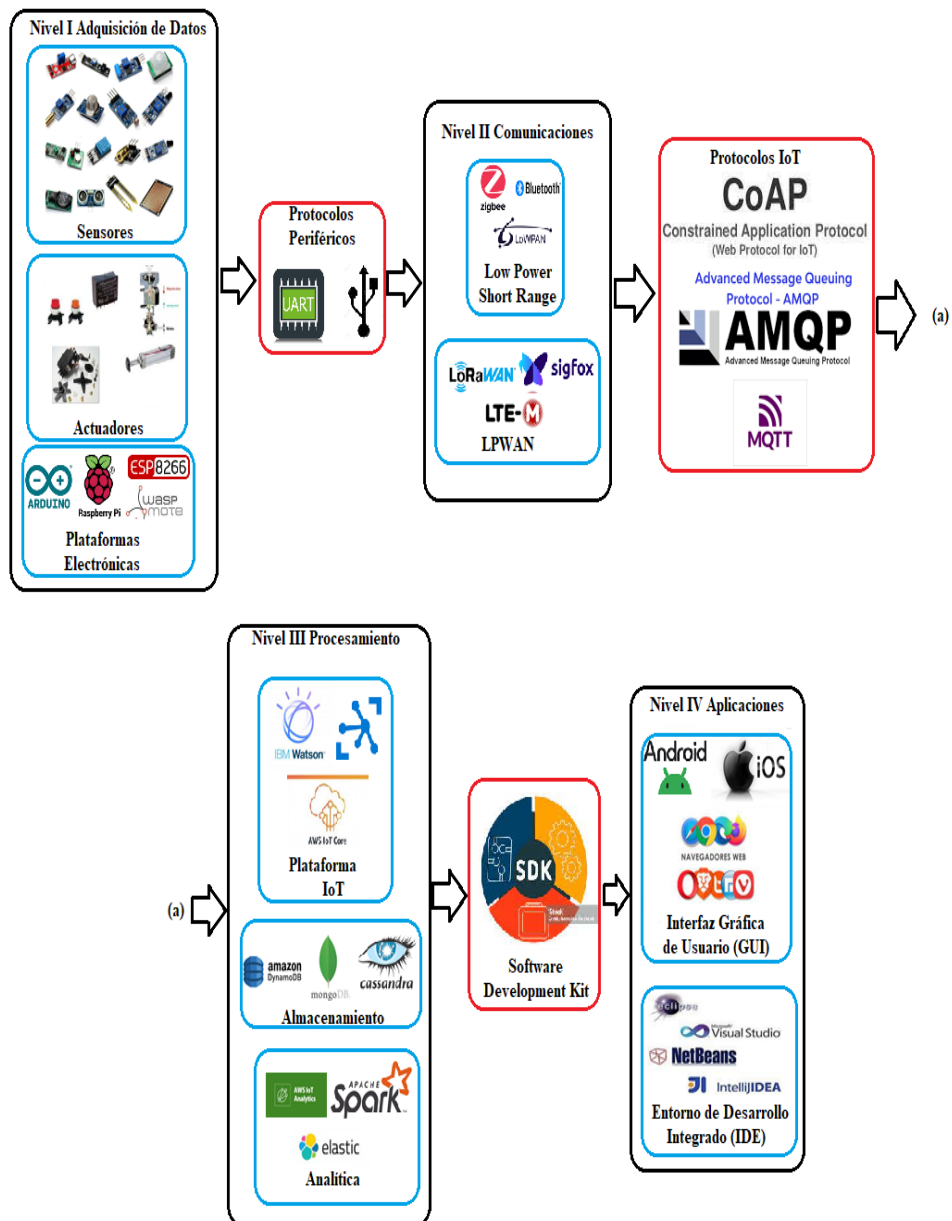 Nivel I Adquisición de Datos
Sensores
Actuadores
ARDUINO
Raspberry Pi
ESP8266
wasp
mote
Plataformas
Electrónicas
Protocolos
Periféricos
UART
Nivel II Comunicaciones
zigbee
Bluetooth
LoWPAN
Low Power
Short Range
LoRaWAN
sigfox
LTE-M
LPWAN
Protocolos IoT
CoAP
Constrained Application Protocol
(Web Protocol for IoT)
Advanced Message Queuing
Protocol - AMQP
AMQP
Advanced Message Queuing Protocol
MQTT
(a)
(a)
Nivel III Procesamiento
IBM Watson
AWS IoT Core
Plataforma
IoT
amazon
DynamoDB
mongoDB.
cassandra
Almacenamiento
AWS IoT
Analytics
APACHE
Spark
elastic
Analítica
SDK
Software
Development Kit
Nivel IV Aplicaciones
Android
iOS
NAVEGADORES WEB
Interfaz Gráfica
de Usuario (GUI)
eclipse
Microsoft
Visual Studio
NetBeans
IntelliJIDEA
Entorno de Desarrollo
Integrado (IDE)